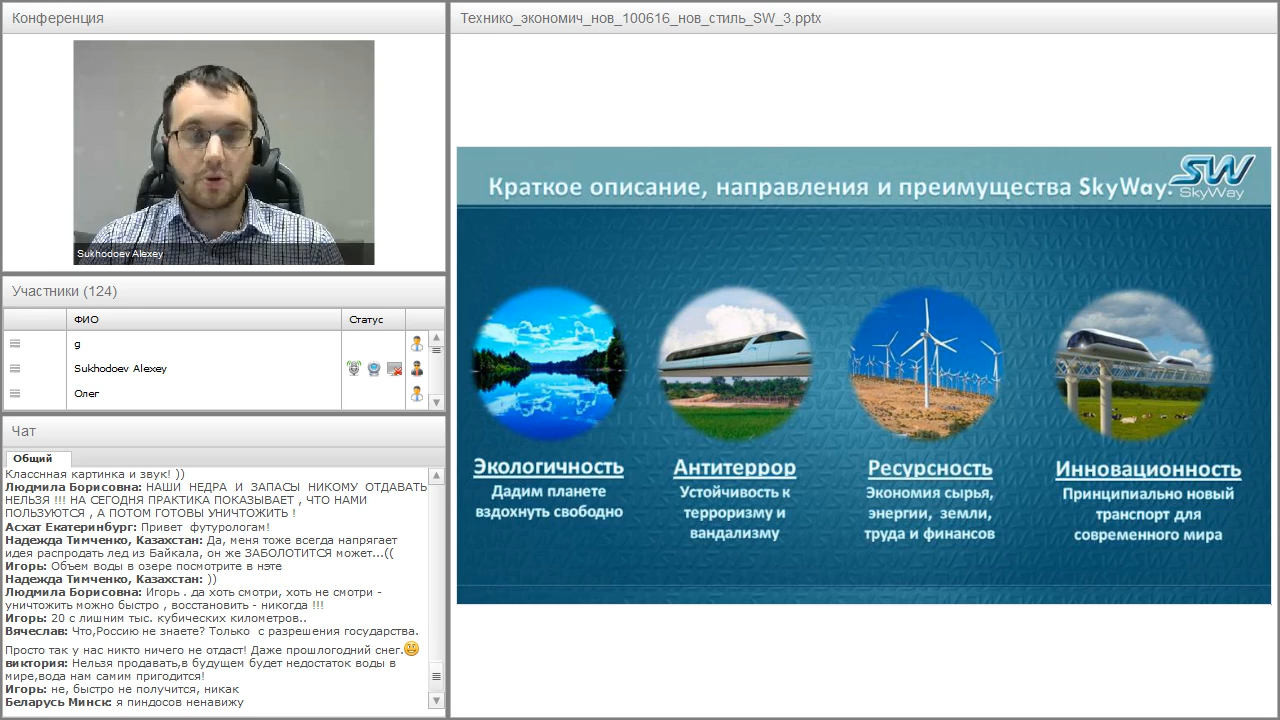 Конференция
Sukhodoev Alexey
Участники (124)
ФИО
Статус
g
Sukhodoev Alexey
Олег
Чат
Общий
Класснная картинка и звук! ))
Людмила Борисовна: НАШИ НЕДРА И ЗАПАСЫ НИКОМУ ОТДАВАТЬ
НЕЛЬЗЯ !!! НА СЕГОДНЯ ПРАКТИКА ПОКАЗЫВАЕТ , ЧТО НАМИ
ПОЛЬЗУЮТСЯ , А ПОТОМ ГОТОВЫ УНИЧТОЖИТЬ !
Асхат Екатеринбург: Привет футурологам!
Надежда Тимченко, Казахстан: Да, меня тоже всегда напрягает
идея распродать лед из Байкала, он же ЗАБОЛОТИТСЯ может...((
Игорь: Объем воды в озере посмотрите в нэте
Надежда Тимченко, Казахстан: ))
Людмила Борисовна: Игорь . да хоть смотри, хоть не смотри -
уничтожить можно быстро , восстановить - никогда !!!
Игорь: 20 с лишним тыс. кубических километров..
Вячеслав: Что,Россию не знаете? Только с разрешения государства.
Просто так у нас никто ничего не отдаст! Даже прошлогодний снег.
виктория: Нельзя продавать,в будущем будет недостаток воды в
мире,вода нам самим пригодится!
Игорь: не, быстро не получится, никак
Беларусь Минск: я пиндосов ненавижу
Технико_экономич_нов_100616_нов_стиль_SW_3.pptx
Краткое описание, направления и преимущества SkyWay.
SW
SkyWay
Экологичность
Дадим планете
вздохнуть свободно
Антитеррор
Устойчивость к
терроризму и
вандализму
Ресурсность
Экономия сырья,
энергии, земли,
труда и финансов
Инновационность
Принципиально новый
транспорт для
современного мира